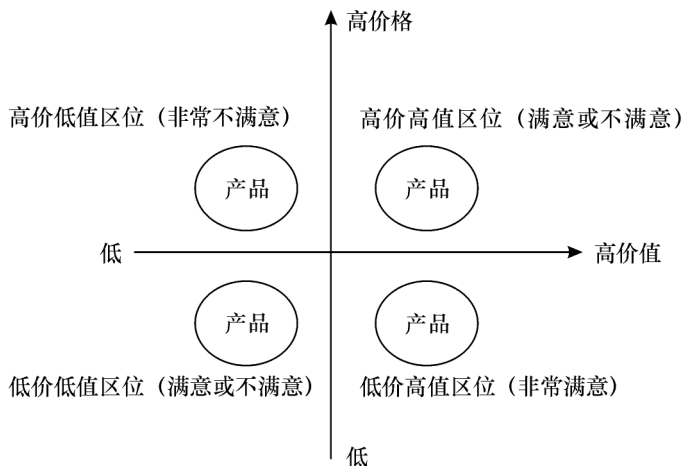 高价格
高价低值区位（非常不满意）
高价高值区位（满意或不满意）
产品
产品
低
高价值
产品
产品
低价低值区位（满意或不满意）
低价高值区位（非常满意）
低